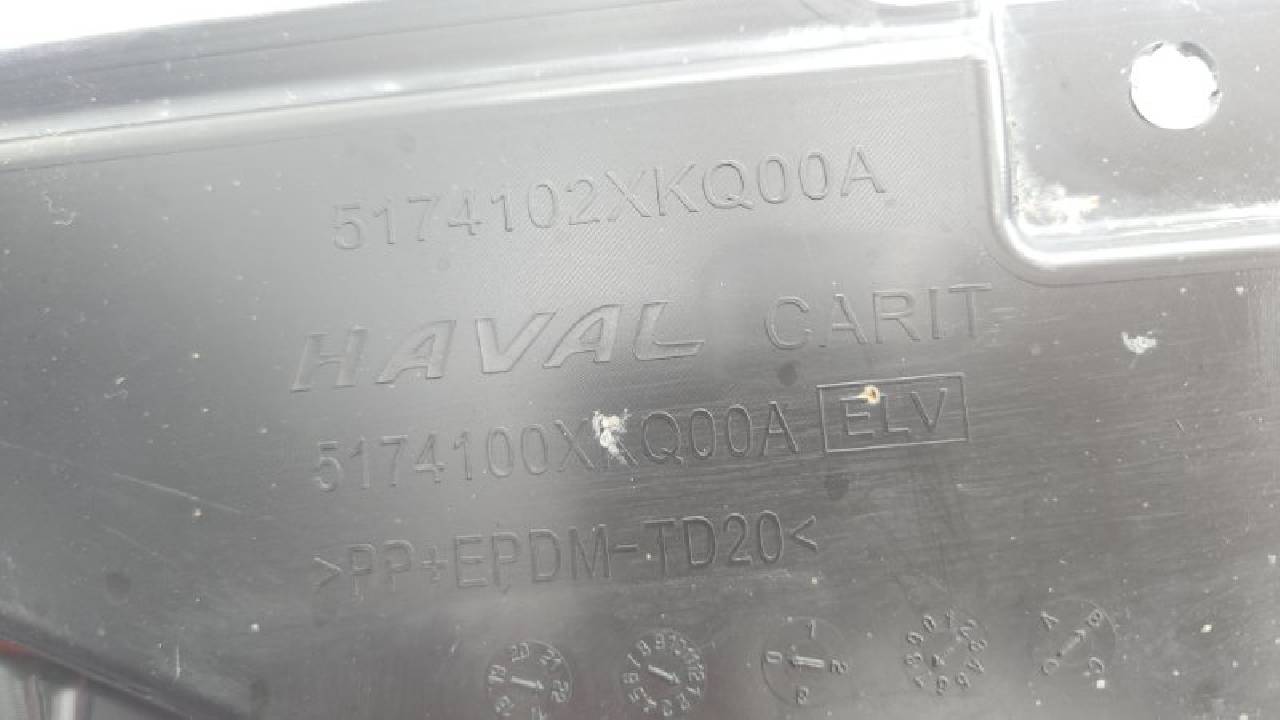 5174102XKQ00A
HAVAL CARIT
5174100XKQ00A ELV
>PP+EPDM-TD20<